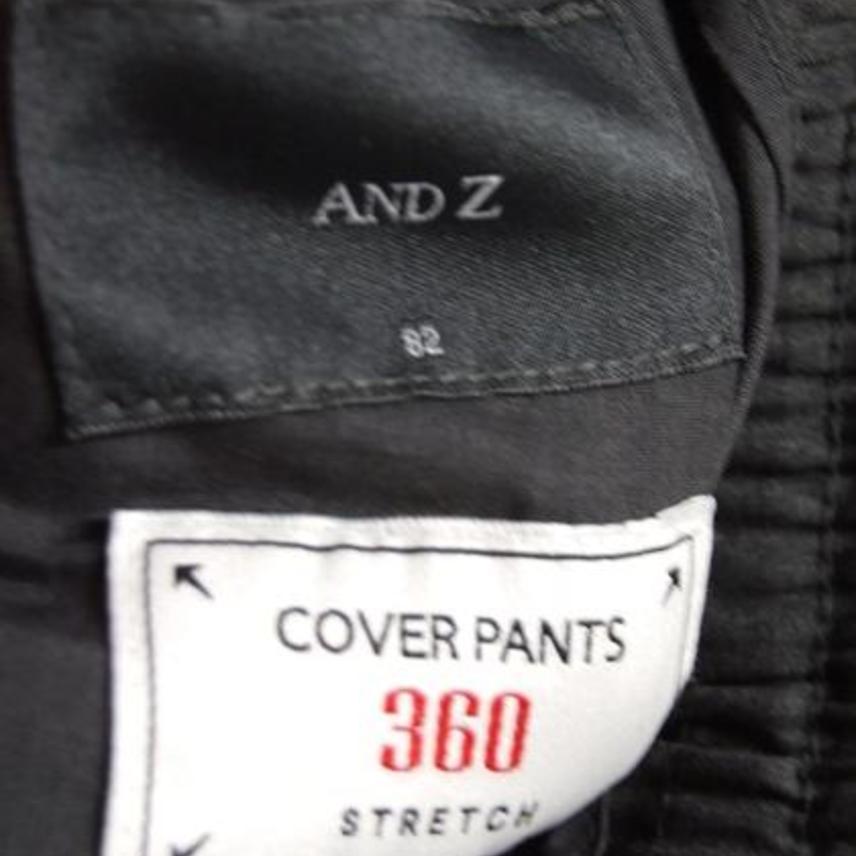 AND Z
82
COVER PANTS
360
STRETCH